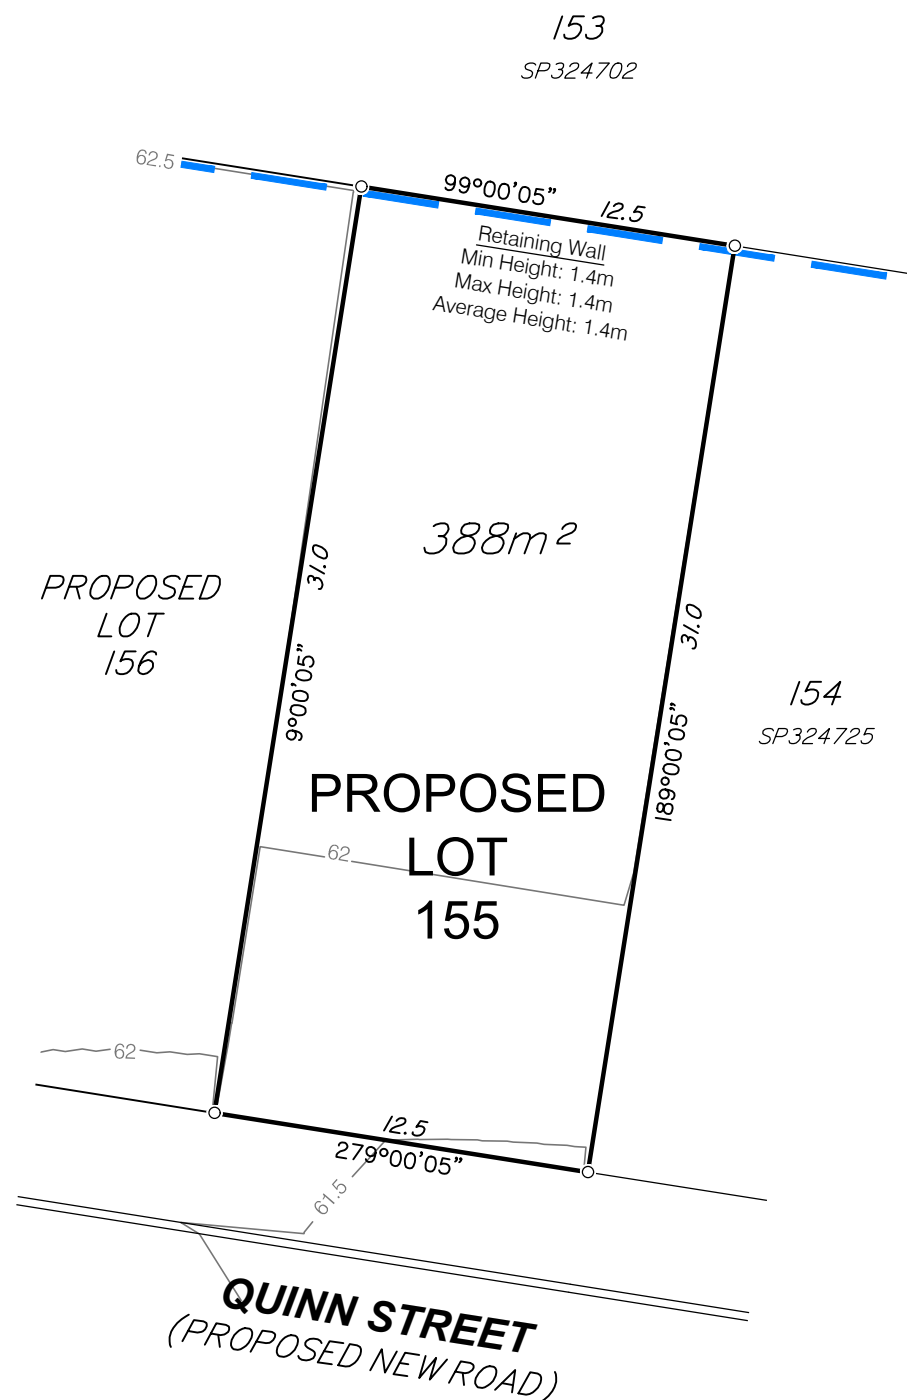 153
SP324702
62.5
99°00'05"
12.5
Retaining Wall
Min Height: 1.4m
Max Height: 1.4m
Average Height: 1.4m
388m²
31.0
9°00'05"
31.0
189°00'05"
PROPOSED
LOT
156
154
SP324725
PROPOSED
LOT
155
62
62
12.5
279°00'05"
61.5
QUINN STREET
(PROPOSED NEW ROAD)